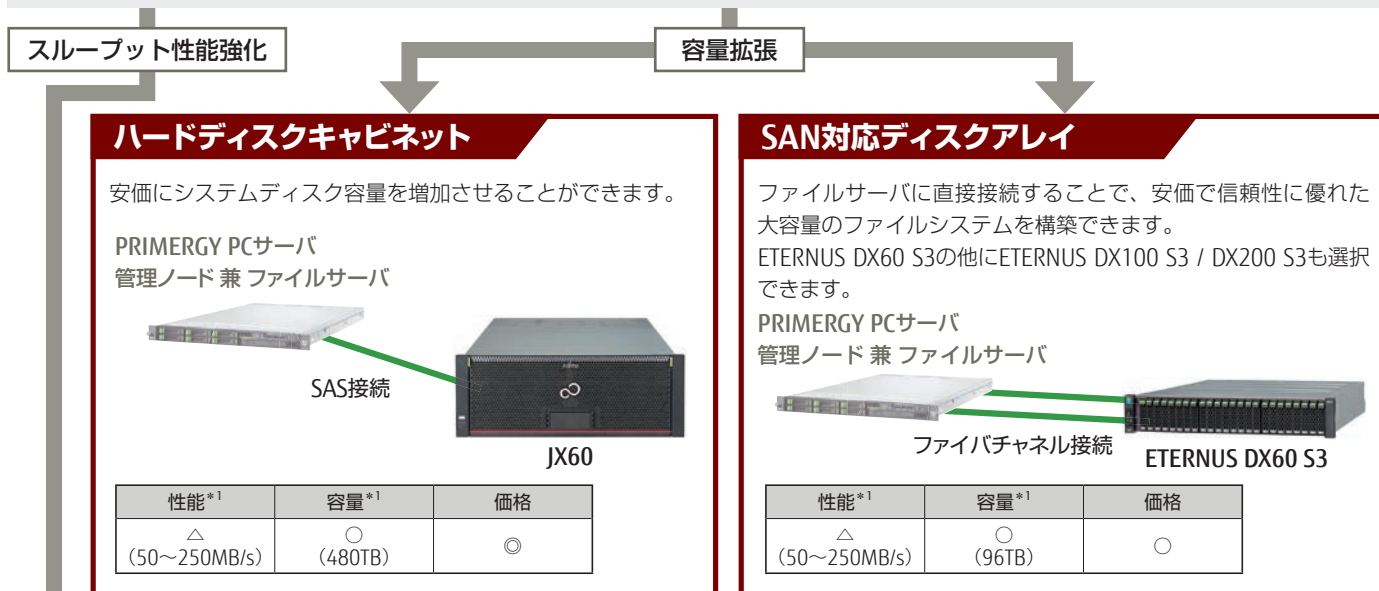 スループット性能強化
容量拡張
ハードディスクキャビネット
安価にシステムディスク容量を増加させることができます。
PRIMERGY PCサーバ
管理ノード 兼 ファイルサーバ
SAS接続
JX60
性能*1 容量*1 価格
△ ○ ◎
(50～250MB/s) (480TB)
SAN対応ディスクアレイ
ファイルサーバに直接接続することで、安価で信頼性に優れた
大容量のファイルシステムを構築できます。
ETERNUS DX60 S3の他にETERNUS DX100 S3 / DX200 S3も選択
できます。
PRIMERGY PCサーバ
管理ノード 兼 ファイルサーバ
ファイバチャネル接続
ETERNUS DX60 S3
性能*1 容量*1 価格
△ ○ ○
(50～250MB/s) (96TB)